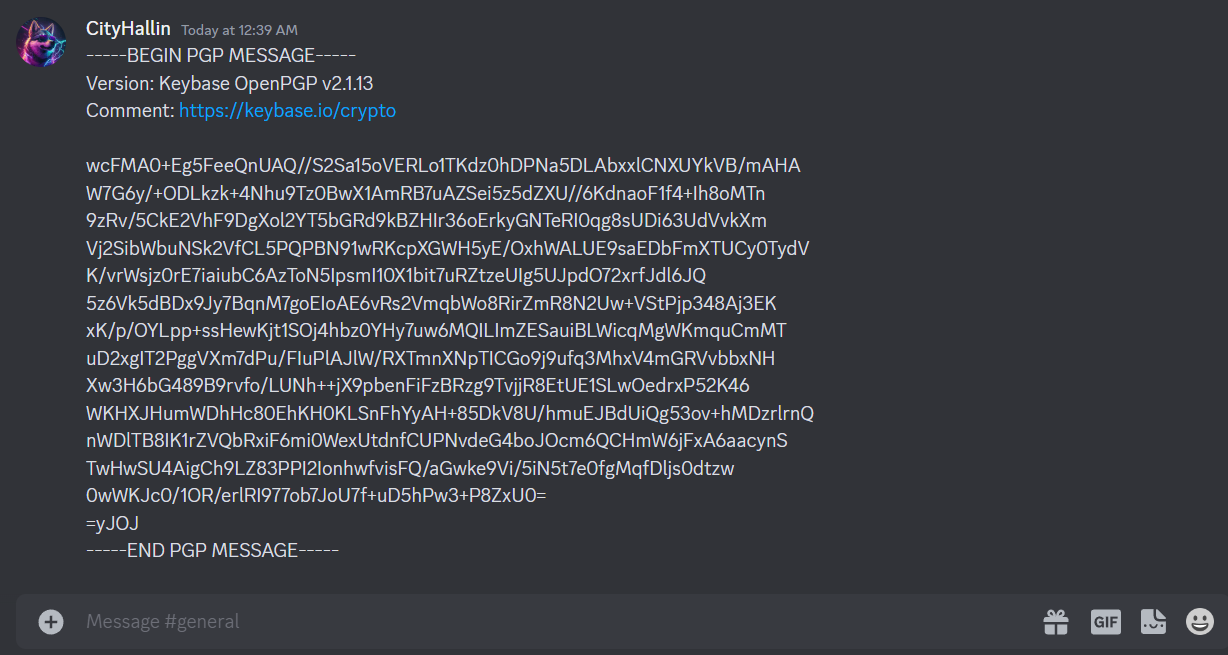 CityHallin Today at 12:39 AM
-----BEGIN PGP MESSAGE-----
Version: Keybase OpenPGP v2.1.13
Comment: https://keybase.io/crypto
wcFMA0+Eg5FeeQnUAQ//S2Sa15oVERLo1TKdz0hDPNa5DLAbxxlCNXUYkVB/mAHA
W7G6y/+ODLkzk+4Nhu9Tz0BwX1AmRB7uAZSei5z5dZXU//6KdnaoF1f4+Ih8oMTn
9zRv/5CkE2VhF9DgXol2YT5bGRd9kBZHIr36oErkyGNTeRI0qg8sUDi63UdVvkXm
Vj2SibWbuNSk2VfCL5PQPBN91wRKcpXGWH5yE/OxhWALUE9saEDbFmXTUCy0TydV
K/vrWsjz0rE7iaiubC6AzToN5IpsmI10X1bit7uRZtzeUIg5UJpdO72xrfJdl6JQ
5z6Vk5dBDx9Jy7BqnM7goEIoAE6vRs2VmqbWo8RirZmR8N2Uw+VStPjp348Aj3EK
xK/p/OYLpp+ssHewKjt1SOj4hbz0YHy7uw6MQILImZESauiBLWicqMgWKmquCmMT
uD2xgIT2PggVXm7dPu/FIuPlAJlW/RXTmnXNpTICGo9j9ufq3MhxV4mGRVvbbxNH
Xw3H6bG489B9rvfo/LUNh++jX9pbenFiFzBRzg9TvjjR8EtUE1SLwOedrxP52K46
WKHXJHumWDhHc80EhKH0KLSnFhYyAH+85DkV8U/hmuEJBdUiQg53ov+hMDzrlrnQ
nWDlTB8IK1rZVQbRxiF6mi0WexUtdnfCUPNvdeG4boJOcm6QCHmW6jFxA6aacynS
TwHwSU4AigCh9LZ83PPI2IonhwfvisFQ/aGwke9Vi/5iN5t7e0fgMqfDljs0dtzw
0wWKJc0/1OR/erlRI977ob7JoU7f+uD5hPw3+P8ZxU0=
=yJOJ
-----END PGP MESSAGE-----
Message #general
GIF